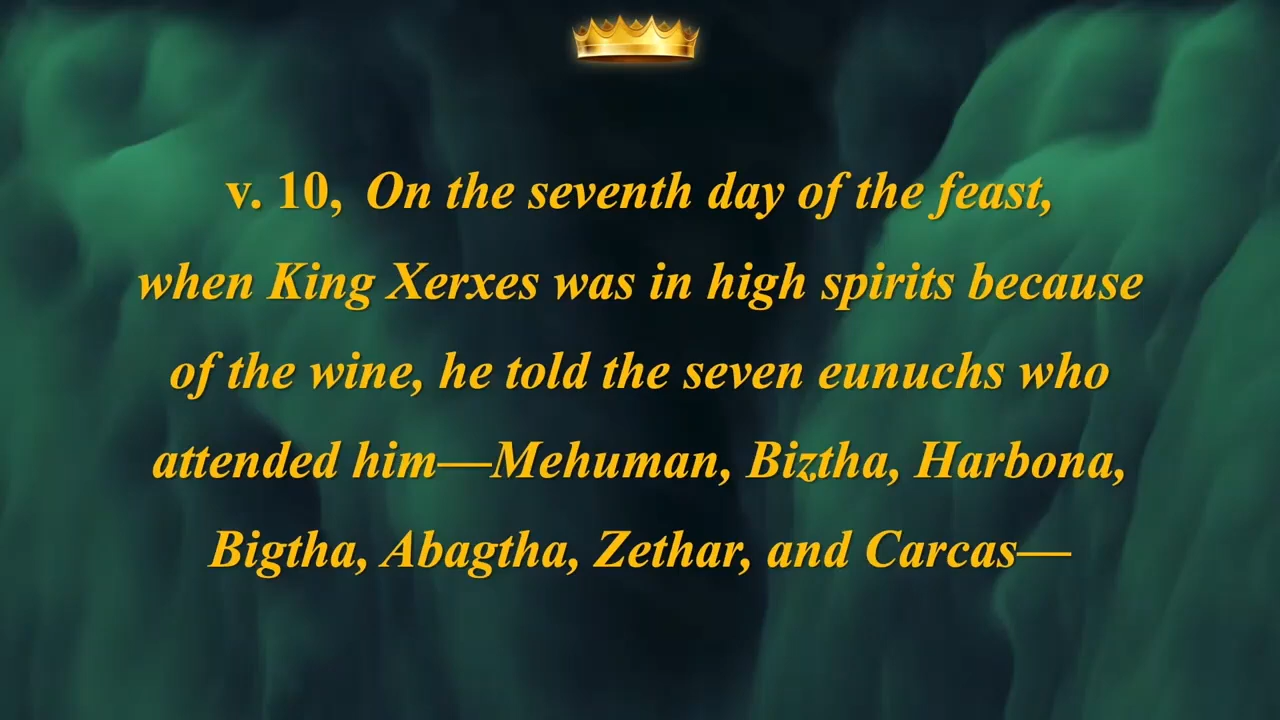 v. 10, On the seventh day of the feast,
when King Xerxes was in high spirits because
of the wine, he told the seven eunuchs who
attended him—Mehuman, Biztha, Harbona,
Bigtha, Abagtha, Zethar, and Carcas—